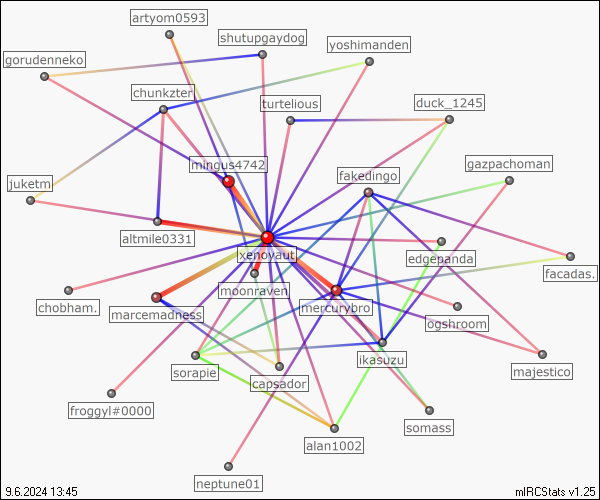 artyom0593
shutupgaydog
yoshimanden
gorudenneko
chunkzter
turtelious
duck_1245
mingus4742
gazpachoman
fakedingo
juketm
altmile0331
xenoyaut
edgepanda
moonraven
facadas.
chobham.
marcemadness
mercurybro
ogshroom
ikasuzu
sorapie
majestico
capsador
froggyl#0000
somass
alan1002
neptune01
9.6.2024 13:45
mIRCStats v1.25